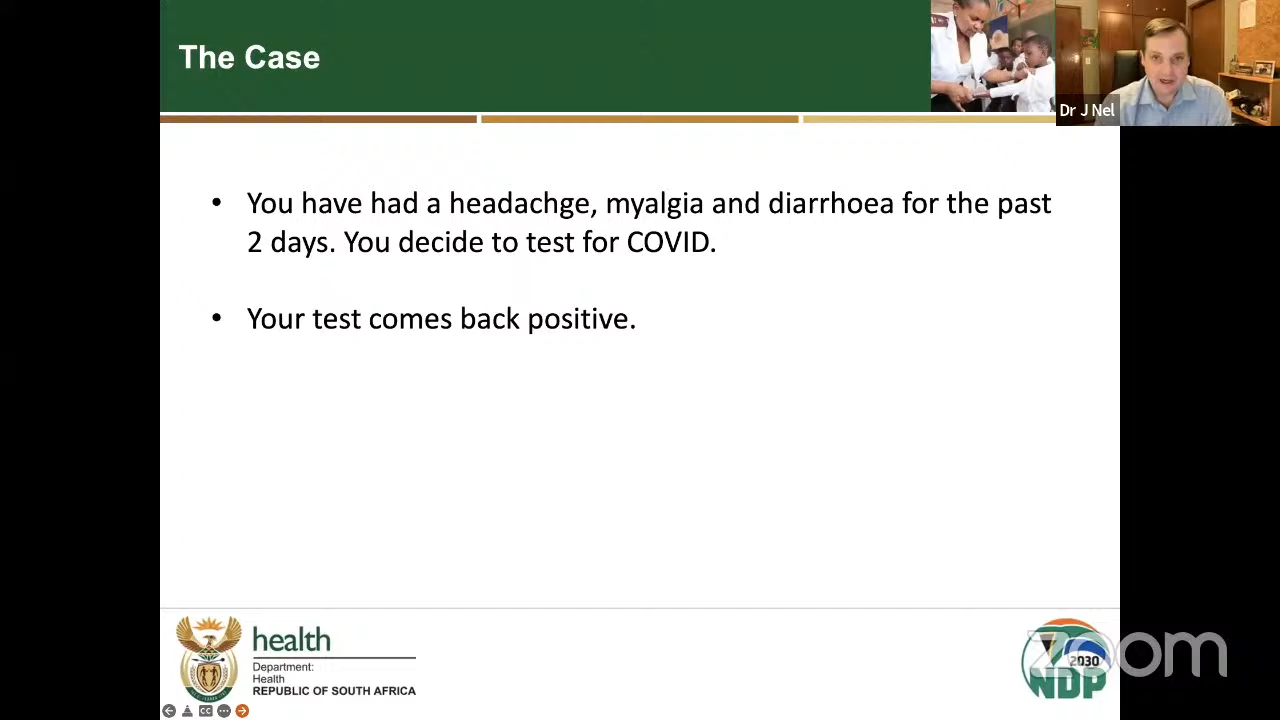 The Case
Dr J Nel
• You have had a headachge, myalgia and diarrhoea for the past
2 days. You decide to test for COVID.
• Your test comes back positive.
health
Department:
Health
REPUBLIC OF SOUTH AFRICA
2030
NDP
zoom
CC